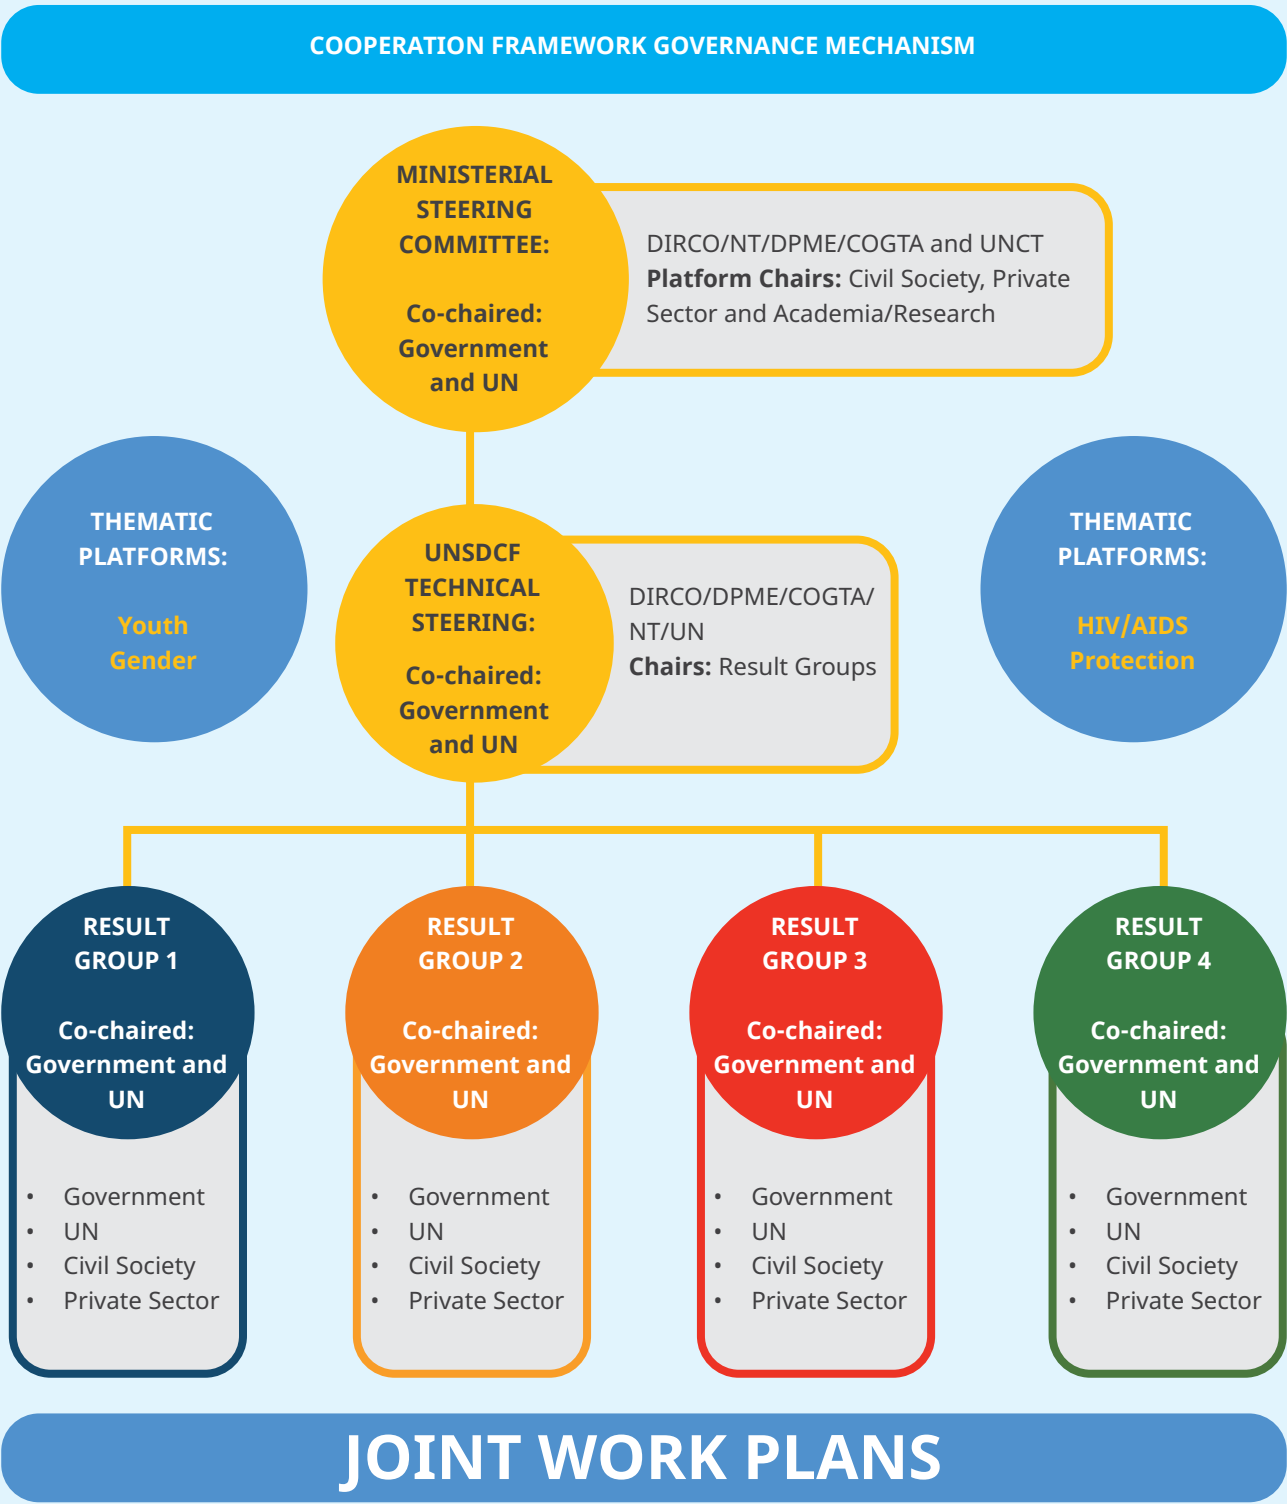 COOPERATION FRAMEWORK GOVERNANCE MECHANISM
MINISTERIAL
STEERING
COMMITTEE:
Co-chaired:
Government
and UN
DIRCO/NT/DPME/COGTA and UNCT
Platform Chairs: Civil Society, Private
Sector and Academia/Research
THEMATIC
PLATFORMS:
Youth
Gender
UNSDCF
TECHNICAL
STEERING:
Co-chaired:
Government
and UN
DIRCO/DPME/COGTA/
NT/UN
Chairs: Result Groups
THEMATIC
PLATFORMS:
HIV/AIDS
Protection
RESULT
GROUP 1
Co-chaired:
Government and
UN
• Government
• UN
• Civil Society
• Private Sector
RESULT
GROUP 2
Co-chaired:
Government and
UN
• Government
• UN
• Civil Society
• Private Sector
RESULT
GROUP 3
Co-chaired:
Government and
UN
• Government
• UN
• Civil Society
• Private Sector
RESULT
GROUP 4
Co-chaired:
Government and
UN
• Government
• UN
• Civil Society
• Private Sector
JOINT WORK PLANS